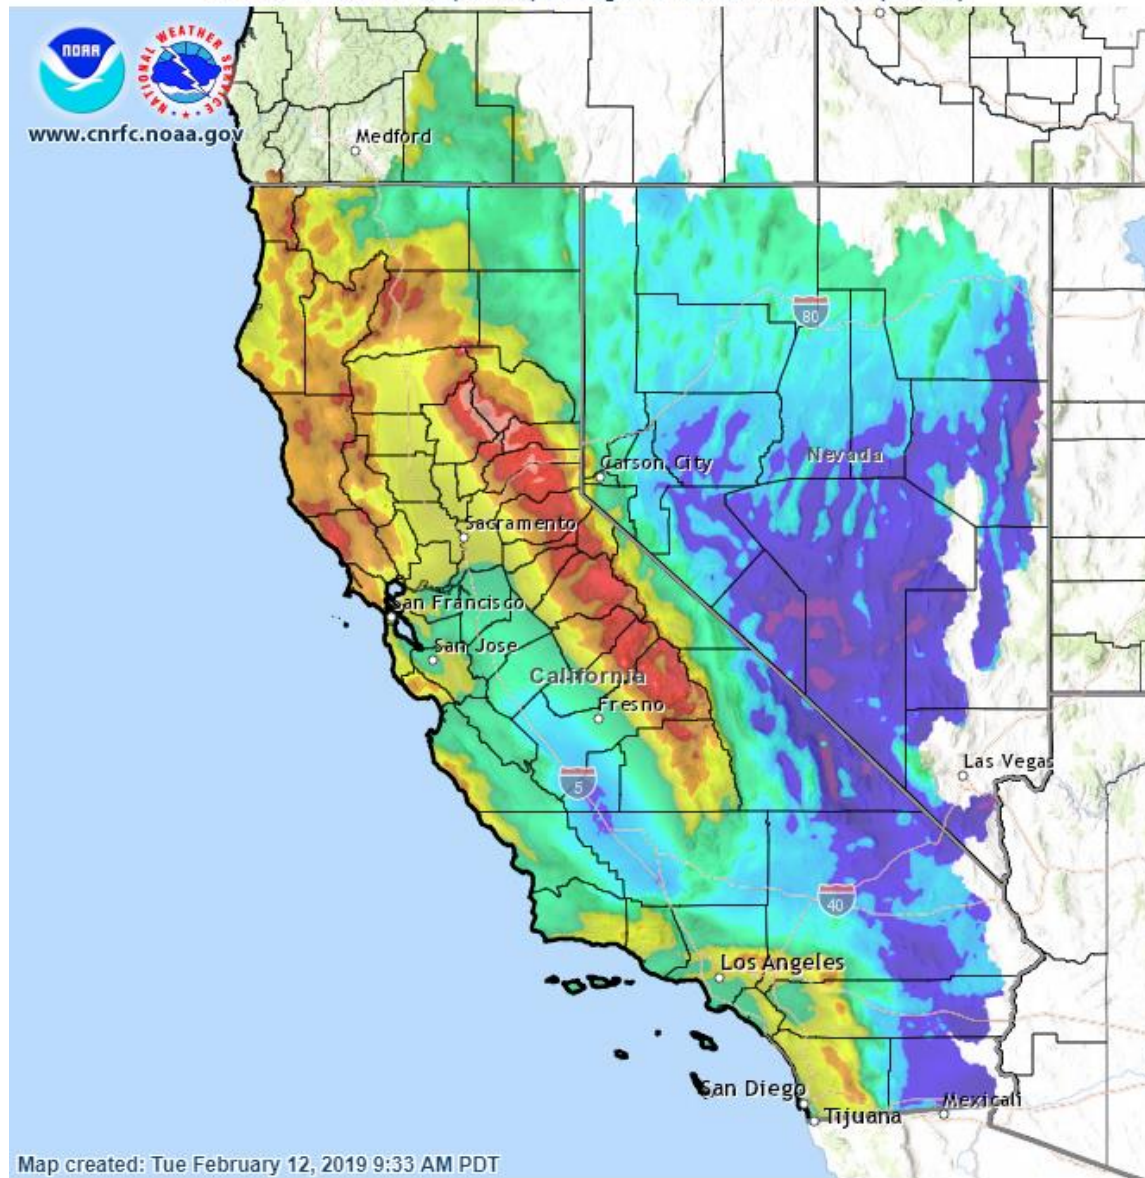 NOAA
NATIONAL WEATHER SERVICE
www.cnrfc.noaa.gov
Medford
80
Nevada
Carson City
Sacramento
San Francisco
San Jose
California
Fresno
5
Las Vegas
40
Los Angeles
San Diego
Mexicali
Tijuana
Map created: Tue February 12, 2019 9:33 AM PDT